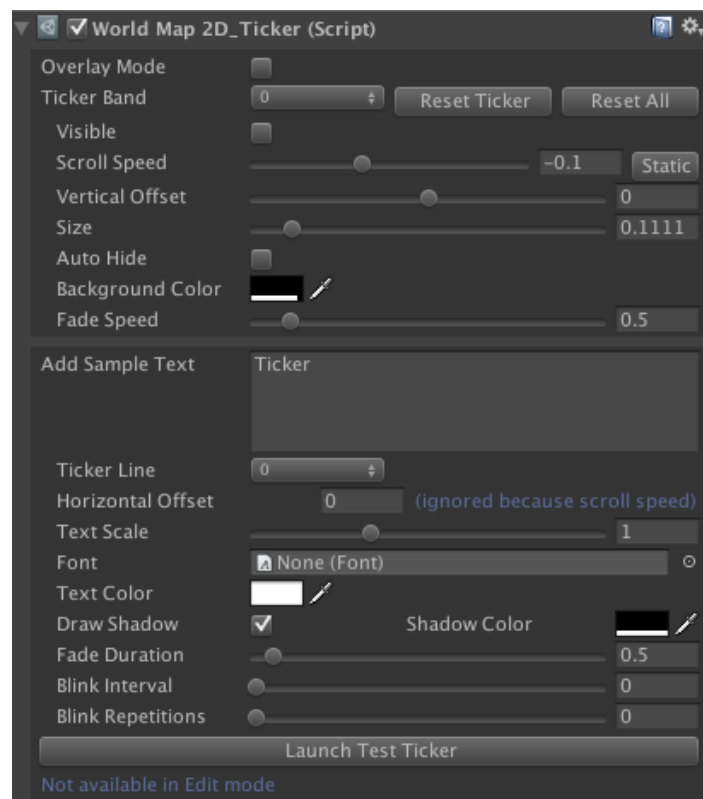 World Map 2D_Ticker (Script)
Overlay Mode
Ticker Band 0 Reset Ticker Reset All
Visible
Scroll Speed -0.1 Static
Vertical Offset 0
Size 0.1111
Auto Hide
Background Color
Fade Speed 0.5
Add Sample Text Ticker
Ticker Line 0
Horizontal Offset 0 (ignored because scroll speed)
Text Scale 1
Font None (Font)
Text Color
Draw Shadow Shadow Color
Fade Duration 0.5
Blink Interval 0
Blink Repetitions 0
Launch Test Ticker
Not available in Edit mode